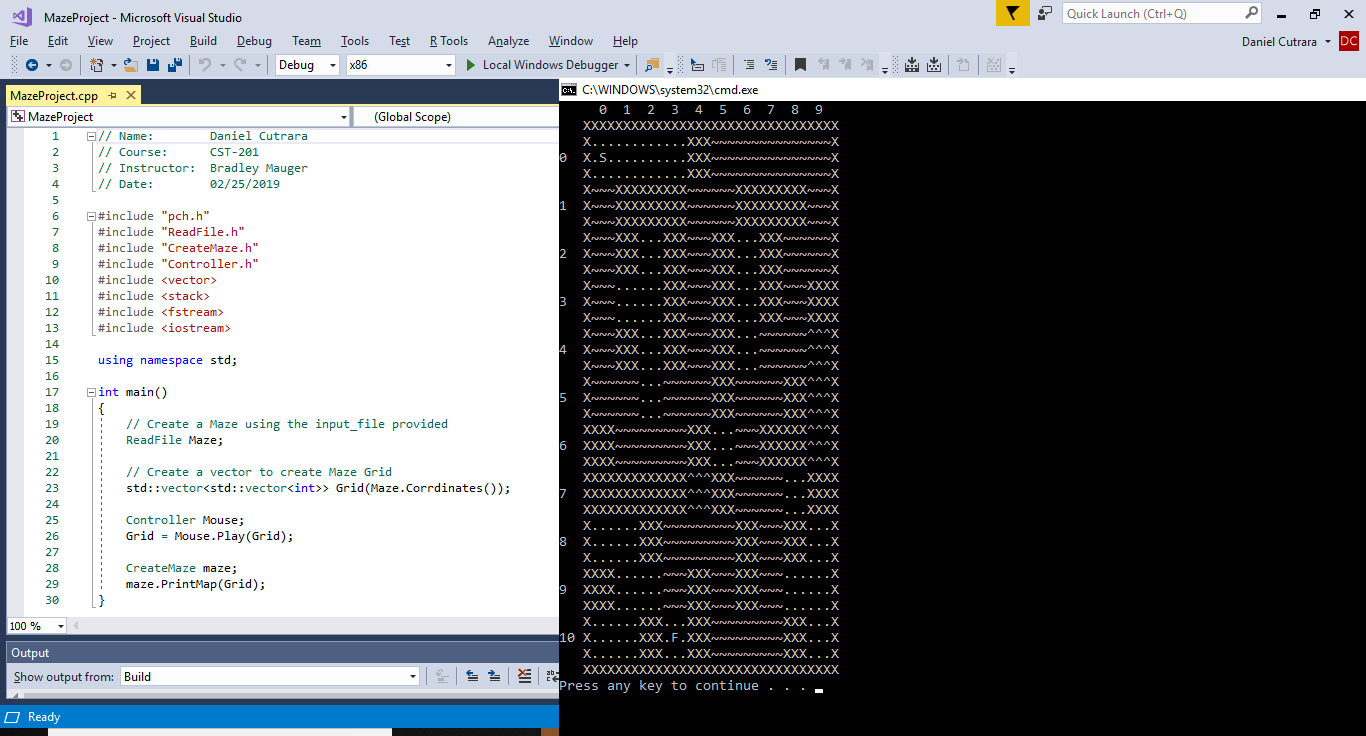 MazeProject - Microsoft Visual Studio
Quick Launch (Ctrl+Q)
File Edit View Project Build Debug Team Tools Test R Tools Analyze Window Help
Daniel Cutrara DC
Debug x86 Local Windows Debugger
MazeProject.cpp
MazeProject (Global Scope)
1 // Name: Daniel Cutrara
2 // Course: CST-201
3 // Instructor: Bradley Mauger
4 // Date: 02/25/2019
5
6 #include "pch.h"
7 #include "ReadFile.h"
8 #include "CreateMaze.h"
9 #include "Controller.h"
10 #include <vector>
11 #include <stack>
12 #include <fstream>
13 #include <iostream>
14
15 using namespace std;
16
17 int main()
18 {
19 // Create a Maze using the input_file provided
20 ReadFile Maze;
21
22 // Create a vector to create Maze Grid
23 std::vector<std::vector<int>> Grid(Maze.Corrdinates());
24
25 Controller Mouse;
26 Grid = Mouse.Play(Grid);
27
28 CreateMaze maze;
29 maze.PrintMap(Grid);
30 }
100 %
Output
Show output from: Build
Ready
C:\WINDOWS\system32\cmd.exe
0 1 2 3 4 5 6 7 8 9
XXXXXXXXXXXXXXXXXXXXXXXXXXXXXXXX
X............XXX~~~~~~~~~~~~~~~X
0 X.S..........XXX~~~~~~~~~~~~~~~X
X............XXX~~~~~~~~~~~~~~~X
X~~~XXXXXXXXX~~~~~~XXXXXXXXX~~~X
1 X~~~XXXXXXXXX~~~~~~XXXXXXXXX~~~X
X~~~XXXXXXXXX~~~~~~XXXXXXXXX~~~X
X~~~XXX...XXX~~~XXX...XXX~~~~~~X
2 X~~~XXX...XXX~~~XXX...XXX~~~~~~X
X~~~XXX...XXX~~~XXX...XXX~~~~~~X
X~~~......XXX~~~XXX...XXX~~~XXXX
3 X~~~......XXX~~~XXX...XXX~~~XXXX
X~~~......XXX~~~XXX...XXX~~~XXXX
X~~~XXX...XXX~~~XXX...~~~~~~^^^X
4 X~~~XXX...XXX~~~XXX...~~~~~~^^^X
X~~~XXX...XXX~~~XXX...~~~~~~^^^X
X~~~~~~...~~~~~~XXX~~~~~~XXX^^^X
5 X~~~~~~...~~~~~~XXX~~~~~~XXX^^^X
X~~~~~~...~~~~~~XXX~~~~~~XXX^^^X
XXXX~~~~~~~~~XXX...~~~XXXXXX^^^X
6 XXXX~~~~~~~~~XXX...~~~XXXXXX^^^X
XXXX~~~~~~~~~XXX...~~~XXXXXX^^^X
XXXXXXXXXXXXX^^^XXX~~~~~~...XXXX
7 XXXXXXXXXXXXX^^^XXX~~~~~~...XXXX
XXXXXXXXXXXXX^^^XXX~~~~~~...XXXX
X......XXX~~~~~~~~~XXX~~~XXX...X
8 X......XXX~~~~~~~~~XXX~~~XXX...X
X......XXX~~~~~~~~~XXX~~~XXX...X
XXXX......~~~XXX~~~XXX~~~......X
9 XXXX......~~~XXX~~~XXX~~~......X
XXXX......~~~XXX~~~XXX~~~......X
X......XXX...XXX~~~~~~~~~XXX...X
10 X......XXX.F.XXX~~~~~~~~~XXX...X
X......XXX...XXX~~~~~~~~~XXX...X
XXXXXXXXXXXXXXXXXXXXXXXXXXXXXXXX
Press any key to continue . . .